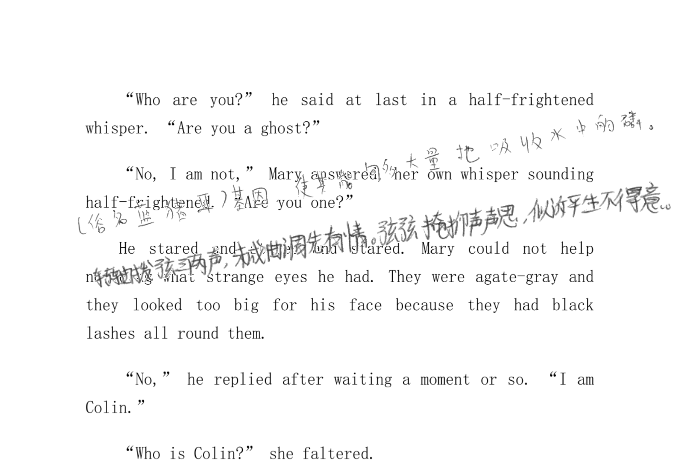 “Who are you?” he said at last in a half-frightened
whisper. “Are you a ghost?”
“No, I am not,” Mary answered, her own whisper sounding
half-frightened. “Are you one?”
大量地吸收水中的磷。
基因 使其能
转轴拨弦三两声，未成曲调先有情。弦弦掩抑声声思，似诉平生不得意。
He stared and stared and stared. Mary could not help
noticing what strange eyes he had. They were agate-gray and
they looked too big for his face because they had black
lashes all round them.
“No,” he replied after waiting a moment or so. “I am
Colin.”
“Who is Colin?” she faltered.